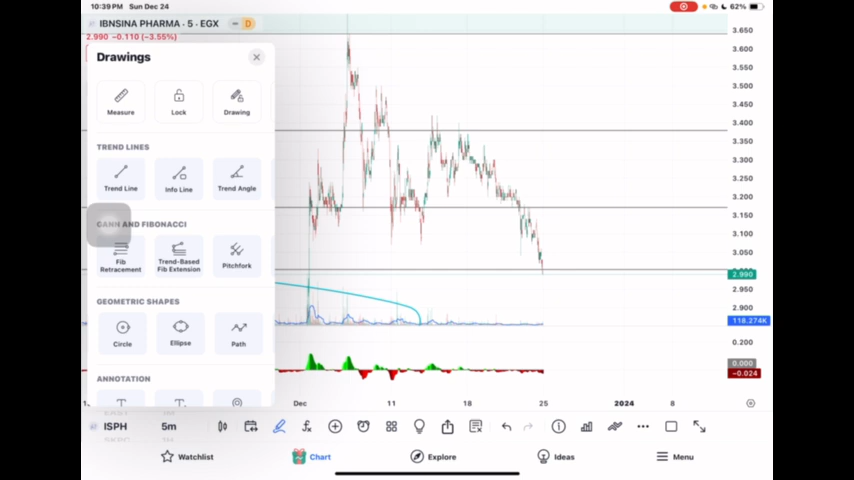 10:39 PM Sun Dec 24
62%
IBNSINA PHARMA · 5 · EGX
D
2.990 −0.110 (−3.55%)
Drawings
Measure
Lock
Drawing
TREND LINES
Trend Line
Info Line
Trend Angle
GANN AND FIBONACCI
Fib Retracement
Trend-Based Fib Extension
Pitchfork
GEOMETRIC SHAPES
Circle
Ellipse
Path
ANNOTATION
3.650
3.600
3.550
3.500
3.450
3.400
3.350
3.300
3.250
3.200
3.150
3.100
3.050
2.990
2.950
2.900
118.274K
0.200
0.000
−0.024
Dec
11
18
25
2024
8
ISPH
5m
Watchlist
Chart
Explore
Ideas
Menu